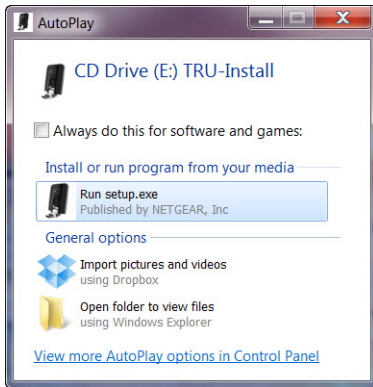 AutoPlay
CD Drive (E:) TRU-Install
Always do this for software and games:
Install or run program from your media
Run setup.exe
Published by NETGEAR, Inc
General options
Import pictures and videos
using Dropbox
Open folder to view files
using Windows Explorer
View more AutoPlay options in Control Panel